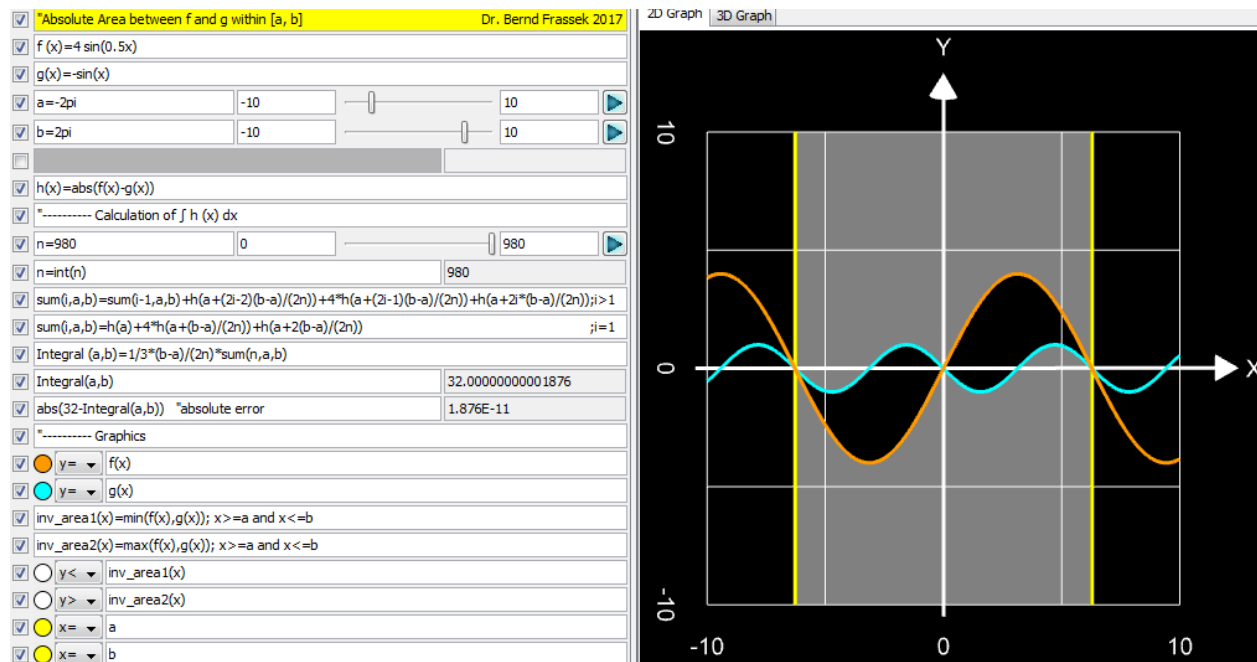 "Absolute Area between f and g within [a, b] Dr. Bernd Frassek 2017
f (x)=4 sin(0.5x)
g(x)=-sin(x)
a=-2pi -10 10
b=2pi -10 10
h(x)=abs(f(x)-g(x))
"---------- Calculation of ∫ h (x) dx
n=980 0 980
n=int(n) 980
sum(i,a,b)=sum(i-1,a,b)+h(a+(2i-2)(b-a)/(2n))+4*h(a+(2i-1)(b-a)/(2n))+h(a+2i*(b-a)/(2n));i>1
sum(i,a,b)=h(a)+4*h(a+(b-a)/(2n))+h(a+2(b-a)/(2n)) ;i=1
Integral (a,b)=1/3*(b-a)/(2n)*sum(n,a,b)
Integral(a,b) 32.00000000001876
abs(32-Integral(a,b)) "absolute error 1.876E-11
"---------- Graphics
y= f(x)
y= g(x)
inv_area1(x)=min(f(x),g(x)); x>=a and x<=b
inv_area2(x)=max(f(x),g(x)); x>=a and x<=b
y< inv_area1(x)
y> inv_area2(x)
x= a
x= b
2D Graph 3D Graph
Y
10
0
X
-10
-10 0 10